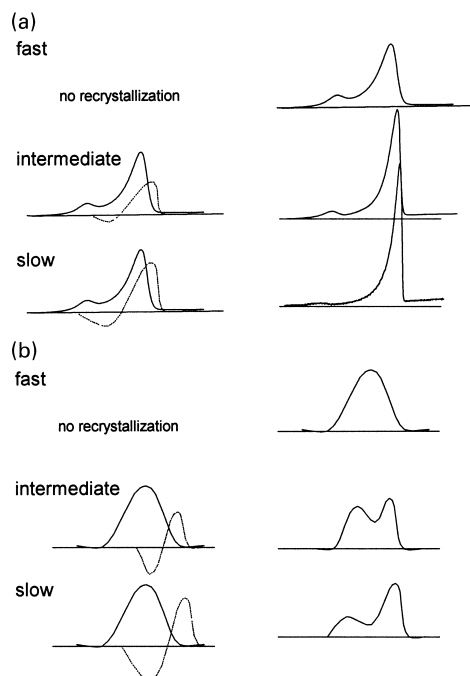 (a)
fast
no recrystallization
intermediate
slow
(b)
fast
no recrystallization
intermediate
slow